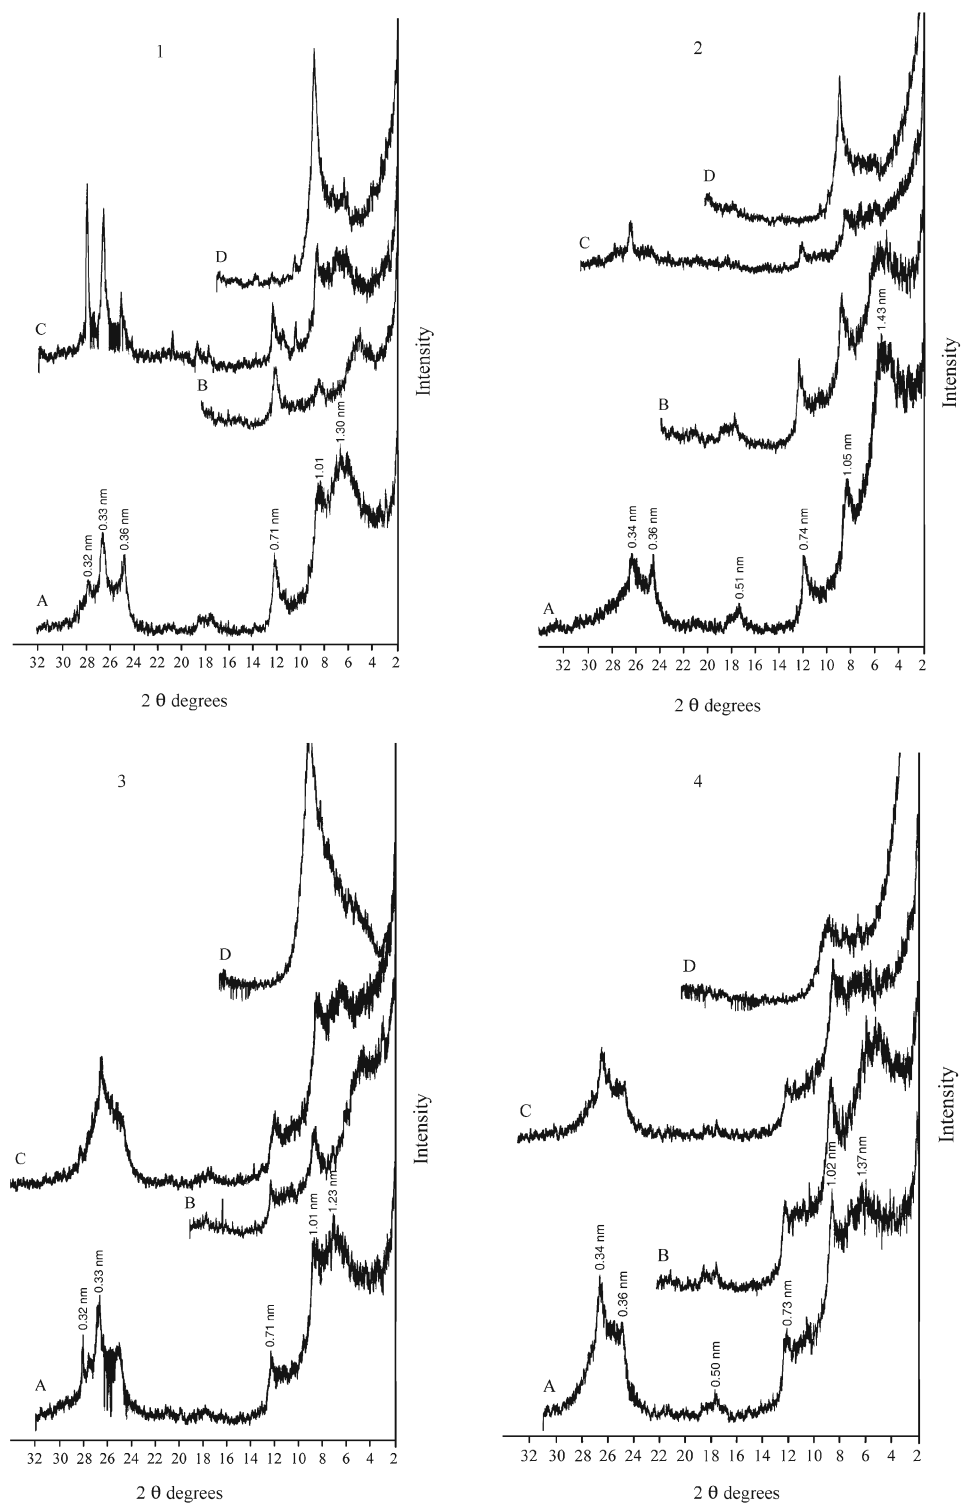 1
D
C
B
A
0.32 nm
0.33 nm
0.36 nm
0.71 nm
1.01
1.30 nm
Intensity
32 30 28 26 24 22 20 18 16 14 12 10 8 6 4 2
2 θ degrees
2
D
C
B
A
0.34 nm
0.36 nm
0.51 nm
0.74 nm
1.05 nm
1.43 nm
Intensity
32 30 28 26 24 22 20 18 16 14 12 10 8 6 4 2
2 θ degrees
3
D
C
B
A
0.32 nm
0.33 nm
0.71 nm
1.01 nm
1.23 nm
Intensity
32 30 28 26 24 22 20 18 16 14 12 10 8 6 4 2
2 θ degrees
4
D
C
B
A
0.34 nm
0.36 nm
0.50 nm
0.73 nm
1.02 nm
137 nm
Intensity
32 30 28 26 24 22 20 18 16 14 12 10 8 6 4 2
2 θ degrees